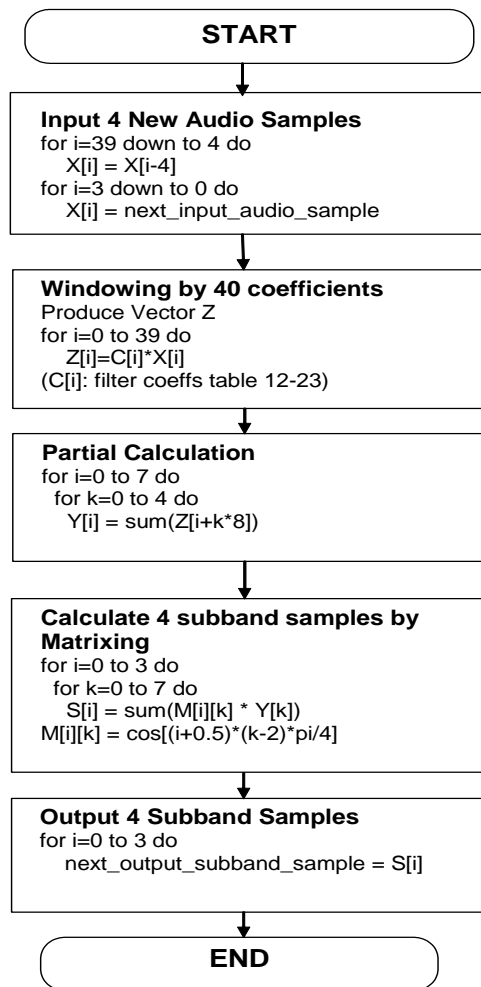 START
Input 4 New Audio Samples
for i=39 down to 4 do
X[i] = X[i-4]
for i=3 down to 0 do
X[i] = next_input_audio_sample
Windowing by 40 coefficients
Produce Vector Z
for i=0 to 39 do
Z[i]=C[i]*X[i]
(C[i]: filter coeffs table 12-23)
Partial Calculation
for i=0 to 7 do
for k=0 to 4 do
Y[i] = sum(Z[i+k*8])
Calculate 4 subband samples by
Matrixing
for i=0 to 3 do
for k=0 to 7 do
S[i] = sum(M[i][k] * Y[k])
M[i][k] = cos[(i+0.5)*(k-2)*pi/4]
Output 4 Subband Samples
for i=0 to 3 do
next_output_subband_sample = S[i]
END